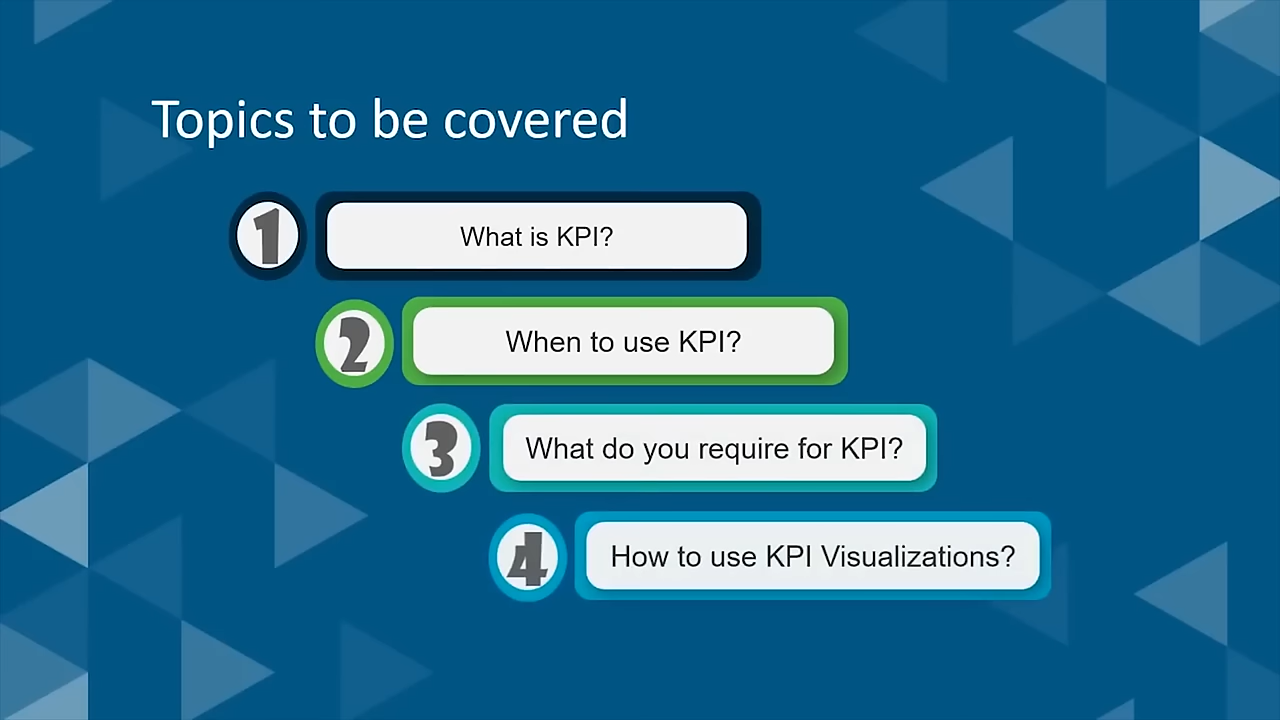 Topics to be covered
1 What is KPI?
2 When to use KPI?
3 What do you require for KPI?
4 How to use KPI Visualizations?